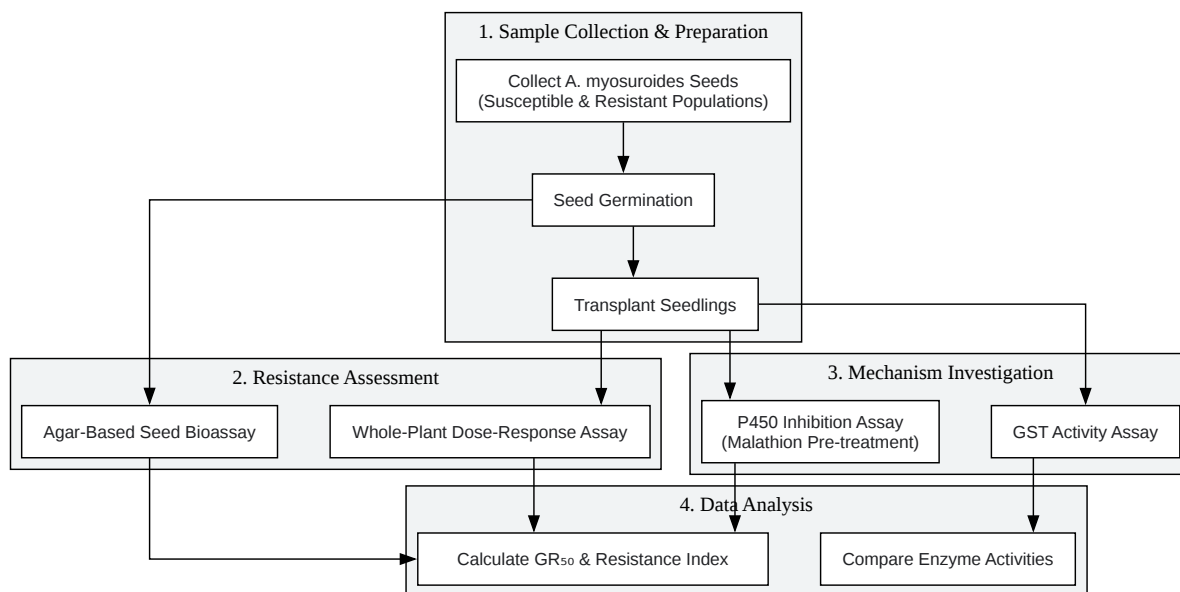 1. Sample Collection & Preparation
Collect A. myosuroides Seeds
(Susceptible & Resistant Populations)
Seed Germination
Transplant Seedlings
2. Resistance Assessment
Agar-Based Seed Bioassay
Whole-Plant Dose-Response Assay
3. Mechanism Investigation
P450 Inhibition Assay
(Malathion Pre-treatment)
GST Activity Assay
4. Data Analysis
Calculate GR₅₀ & Resistance Index
Compare Enzyme Activities